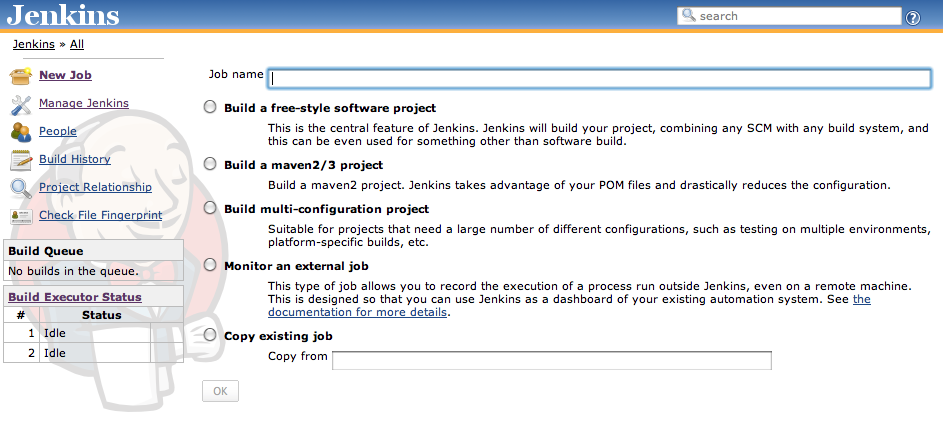 Jenkins
search
?
Jenkins » All
New Job
Manage Jenkins
People
Build History
Project Relationship
Check File Fingerprint
Build Queue
No builds in the queue.
Build Executor Status
# Status
1 Idle
2 Idle
Job name
Build a free-style software project
This is the central feature of Jenkins. Jenkins will build your project, combining any SCM with any build system, and
this can be even used for something other than software build.
Build a maven2/3 project
Build a maven2 project. Jenkins takes advantage of your POM files and drastically reduces the configuration.
Build multi-configuration project
Suitable for projects that need a large number of different configurations, such as testing on multiple environments,
platform-specific builds, etc.
Monitor an external job
This type of job allows you to record the execution of a process run outside Jenkins, even on a remote machine.
This is designed so that you can use Jenkins as a dashboard of your existing automation system. See the
documentation for more details.
Copy existing job
Copy from
OK